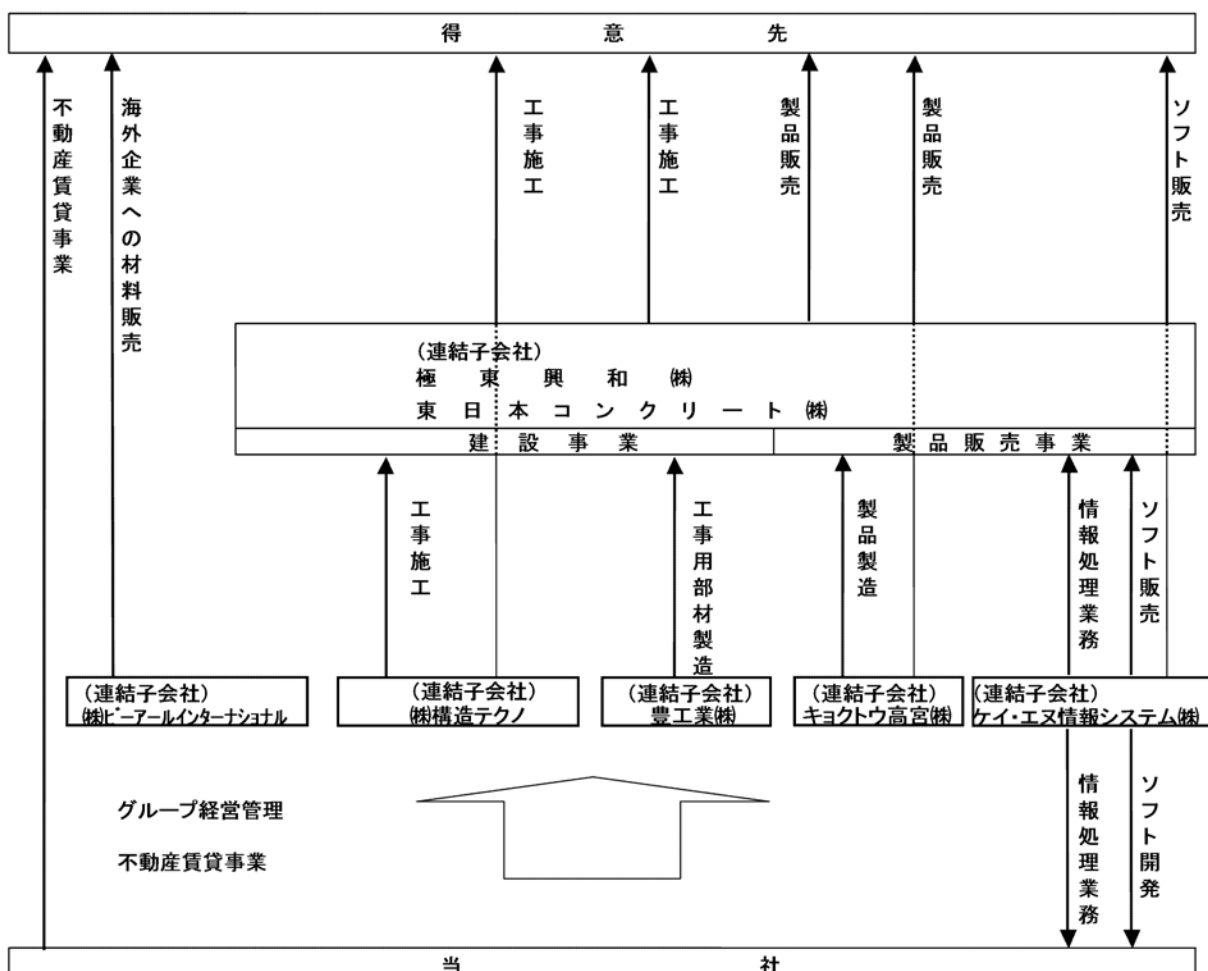 得意先
不動産賃貸事業
海外企業への材料販売
工事施工
工事施工
製品販売
製品販売
ソフト販売
(連結子会社)
極東興和㈱
東日本コンクリート㈱
建設事業
製品販売事業
工事施工
工事用部材製造
製品製造
情報処理業務
ソフト販売
(連結子会社)
㈱ビーアールインターナショナル
(連結子会社)
㈱構造テクノ
(連結子会社)
豊工業㈱
(連結子会社)
キョクトウ高宮㈱
(連結子会社)
ケイ・エヌ情報システム㈱
グループ経営管理
不動産賃貸事業
情報処理業務
ソフト開発
当社